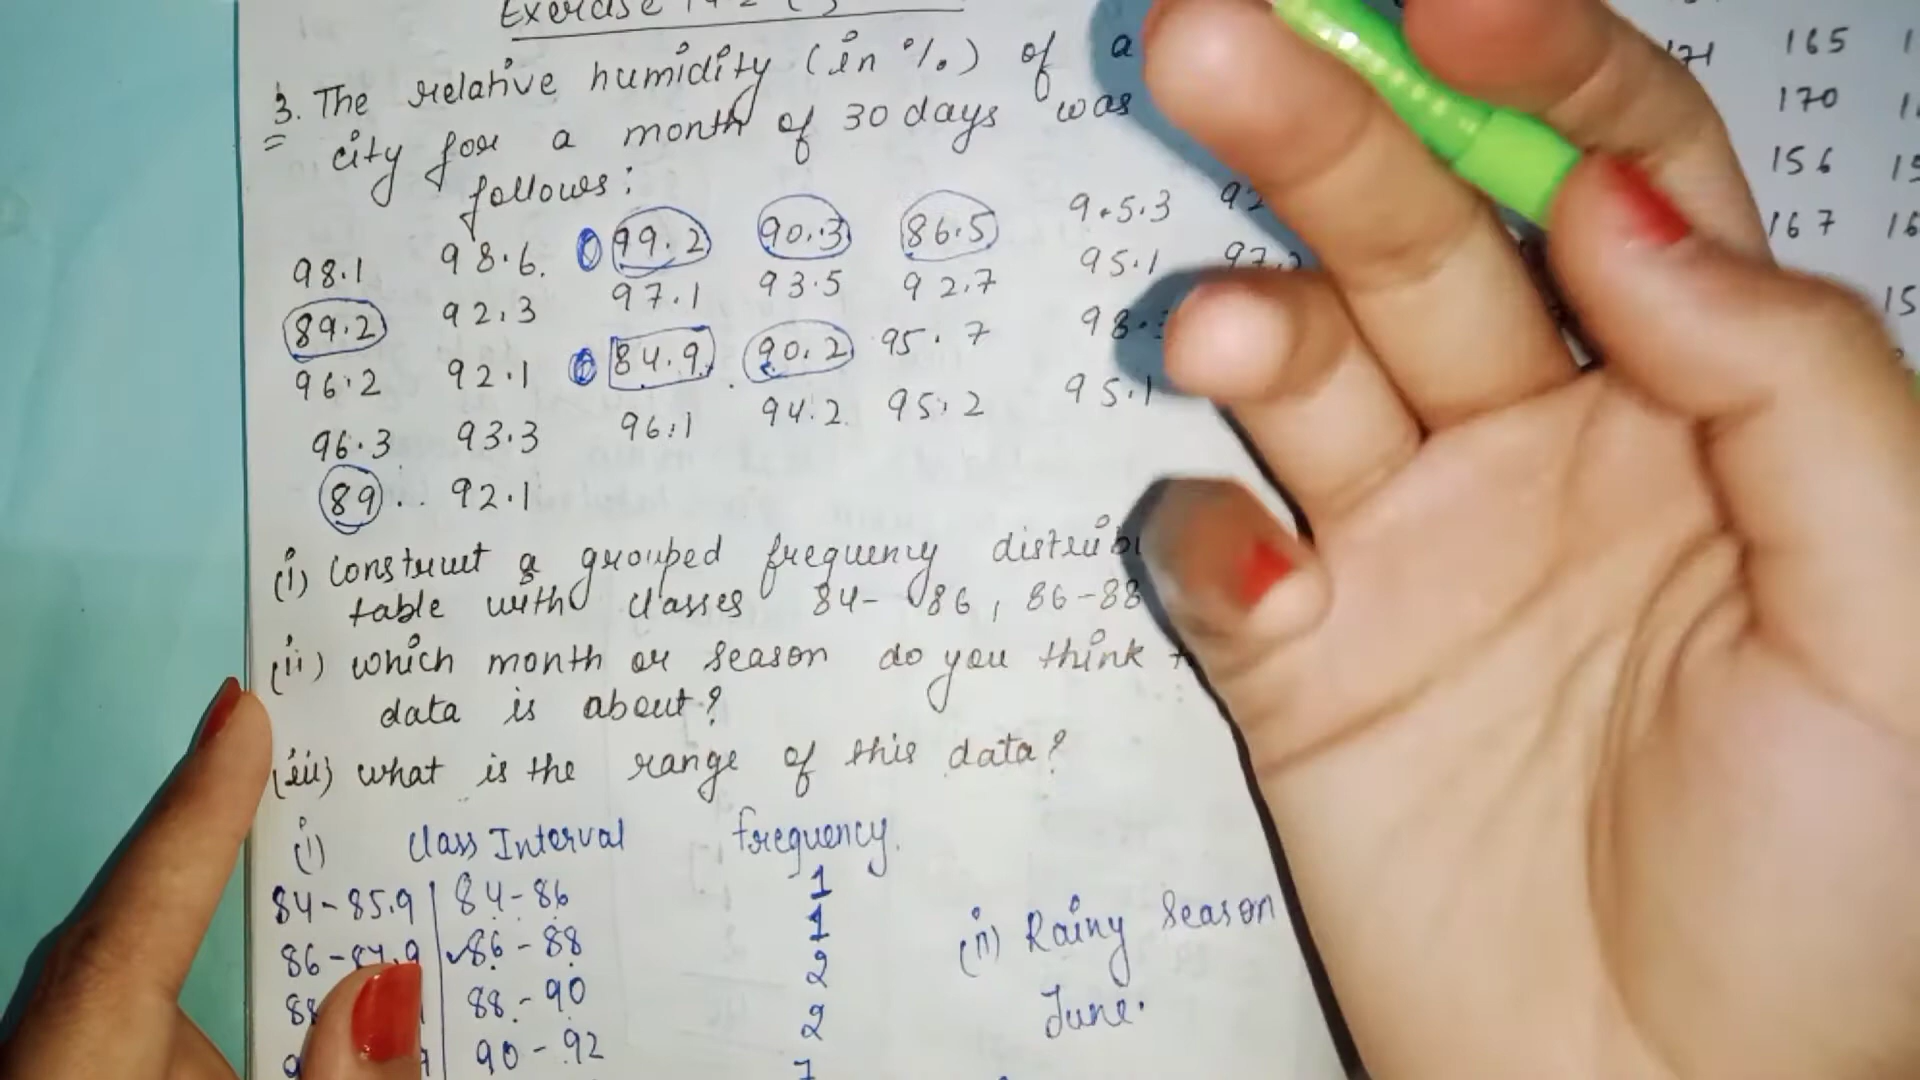 Exercise
3. The relative humidity (in %) of a
city for a month of 30 days was
follows:
98.1 98.6. 99.2 90.3 86.5 9.5.3
89.2 92.3 97.1 93.5 92.7 95.1
96.2 92.1 84.9 90.2 95.7
96.3 93.3 96.1 94.2 95.2 95.1
89 .. 92.1
(i) Construct a grouped frequency
table with classes 84-86, 86-88
(ii) which month or season do you think
data is about?
(iii) what is the range of this data?
(i) Class Interval frequency.
84-85.9 84-86 1
86-87.9 86-88 1
88 88-90 2
90-92 2
7
(ii) Rainy Season
June.
165
170
156
167